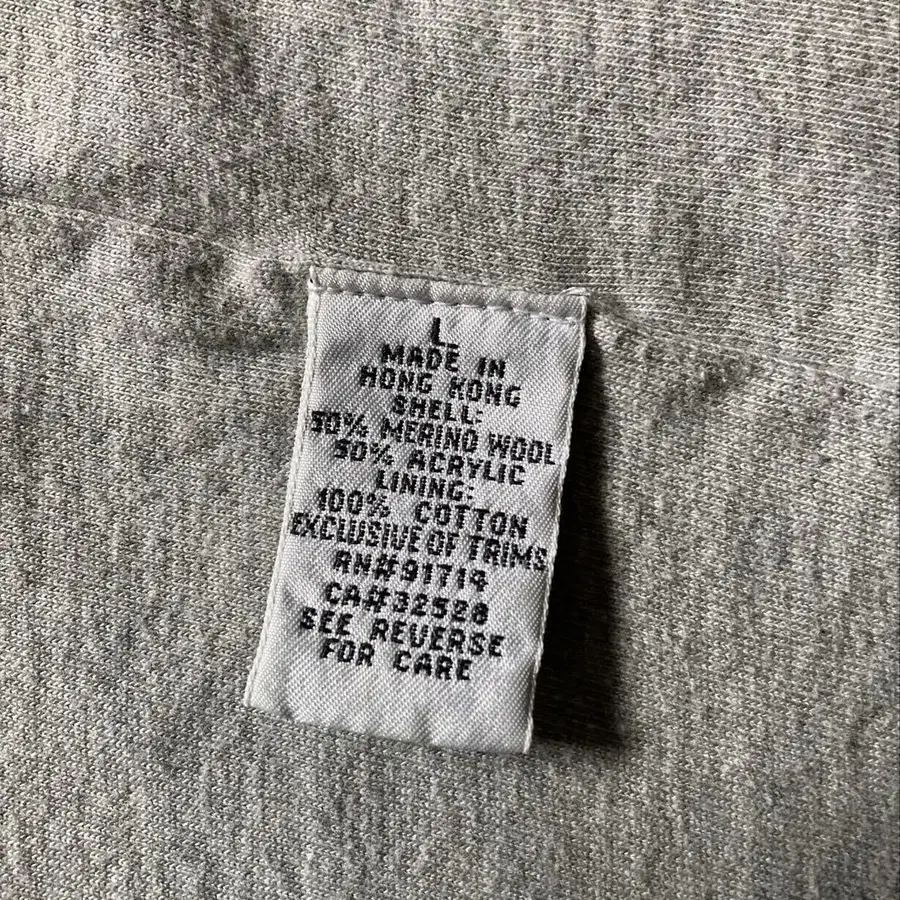 L
MADE IN
HONG KONG
SHELL:
50% MERINO WOOL
50% ACRYLIC
LINING:
100% COTTON
EXCLUSIVE OF TRIMS
RN#91714
CA#32528
SEE REVERSE
FOR CARE